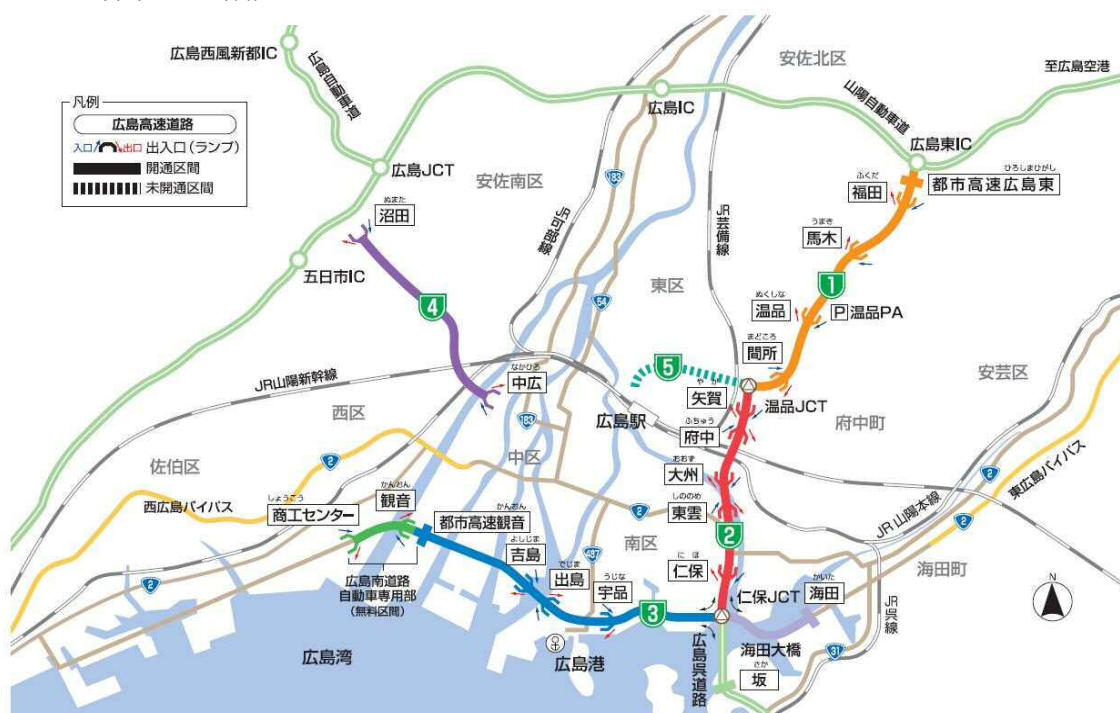 広島西風新都IC
広島自動車道
安佐北区
至広島空港
凡例
広島高速道路
入口/出口 出入口(ランプ)
開通区間
未開通区間
広島IC
山陽自動車道
広島東IC
ひろしまひがし
都市高速広島東
広島JCT
安佐南区
183
JR可部線
JR芸備線
ふくだ
福田
ぬまた
沼田
うまき
馬木
五日市IC
54
東区
1
4
ぬくしな
温品
P 温品PA
まどころ
間所
5
JR山陽新幹線
なかひろ
中広
やが
矢賀
温品JCT
安芸区
西区
広島駅
ふちゅう
府中
府中町
183
中区
佐伯区
2
おおず
大州
2
東広島バイパス
西広島バイパス
しょうこう
商工センター
かんおん
観音
かんおん
都市高速観音
しののめ
東雲
2
JR山陽本線
2
よしじま
吉島
2
南区
487
でじま
出島
うじな
宇品
にほ
仁保
かいた
海田
海田町
2
広島南道路
自動車専用部
(無料区間)
3
仁保JCT
N
JR呉線
広島湾
広島港
広島呉道路
海田大橋
31
さか
坂